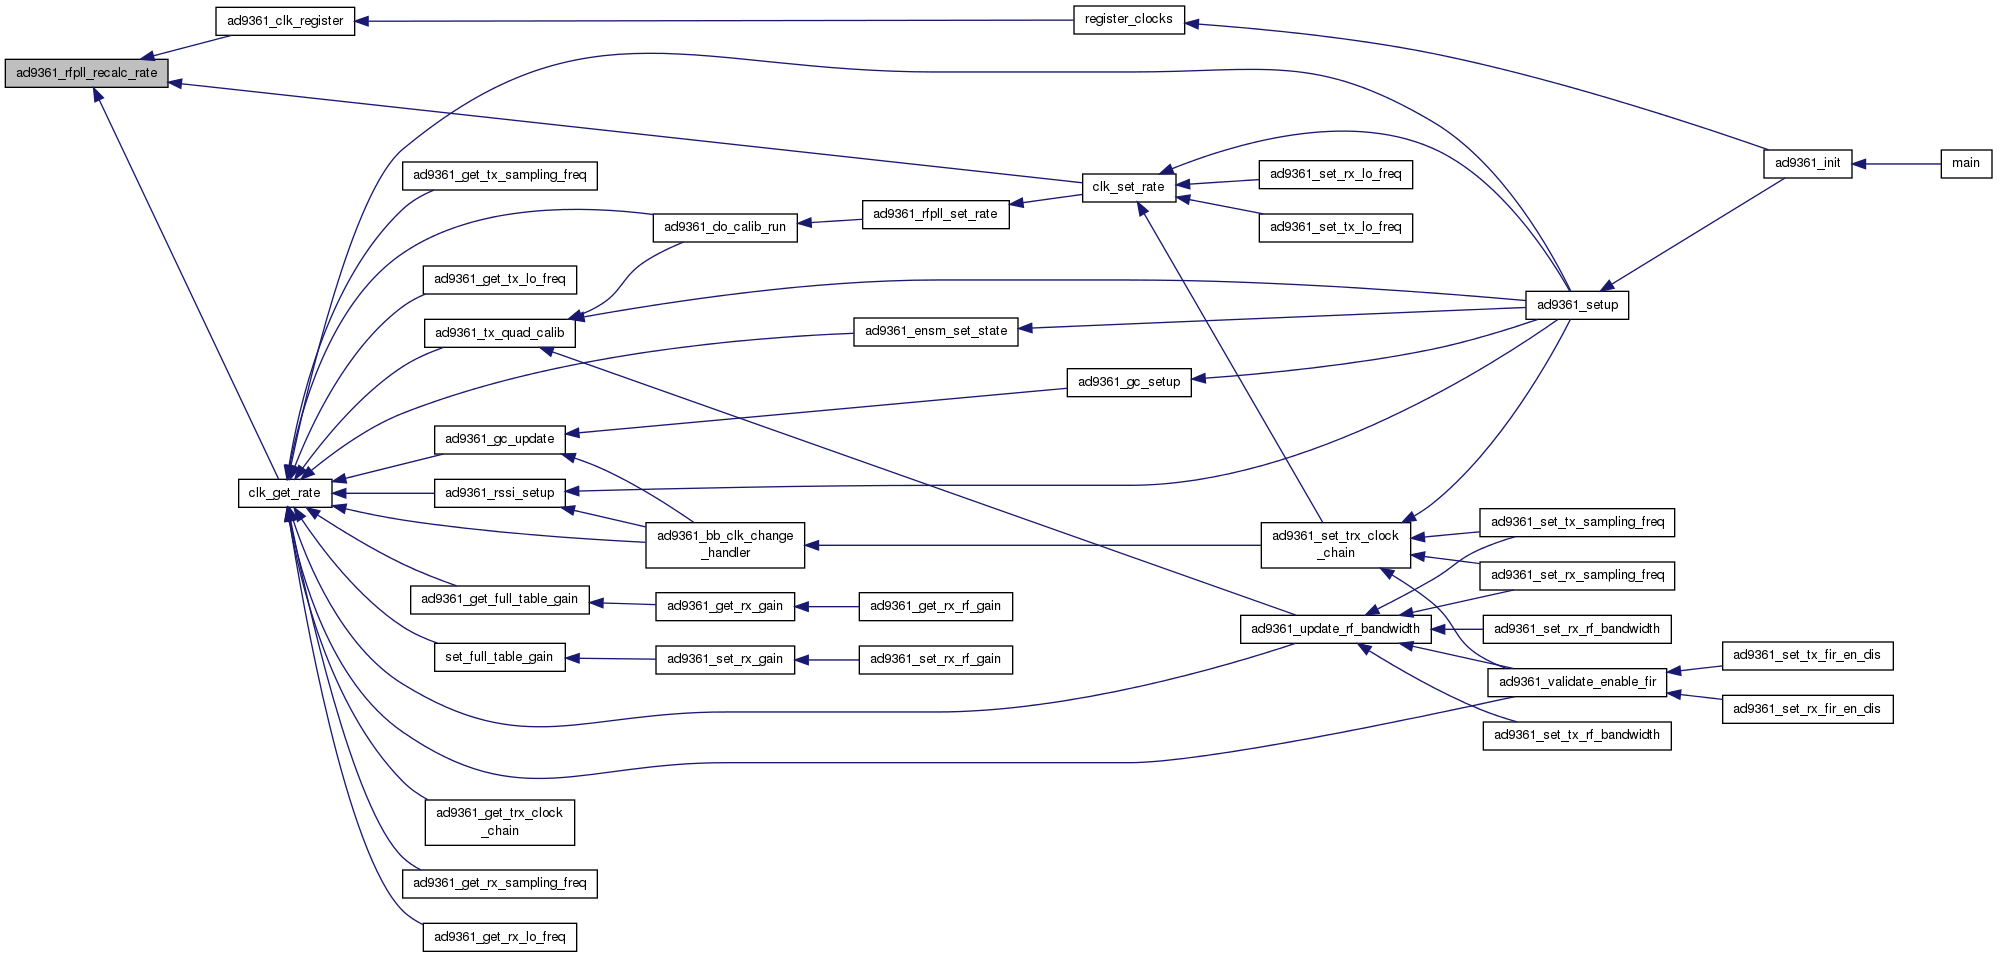 ad9361_clk_register
register_clocks
ad9361_rfpll_recalc_rate
ad9361_init
main
ad9361_get_tx_sampling_freq
clk_set_rate
ad9361_set_rx_lo_freq
ad9361_rfpll_set_rate
ad9361_do_calib_run
ad9361_set_tx_lo_freq
ad9361_get_tx_lo_freq
ad9361_setup
ad9361_tx_quad_calib
ad9361_ensm_set_state
ad9361_gc_setup
ad9361_gc_update
clk_get_rate
ad9361_rssi_setup
ad9361_bb_clk_change
_handler
ad9361_set_trx_clock
_chain
ad9361_set_tx_sampling_freq
ad9361_set_rx_sampling_freq
ad9361_get_full_table_gain
ad9361_get_rx_gain
ad9361_get_rx_rf_gain
ad9361_update_rf_bandwidth
ad9361_set_rx_rf_bandwidth
set_full_table_gain
ad9361_set_rx_gain
ad9361_set_rx_rf_gain
ad9361_set_tx_fir_en_dis
ad9361_validate_enable_fir
ad9361_set_rx_fir_en_dis
ad9361_set_tx_rf_bandwidth
ad9361_get_trx_clock
_chain
ad9361_get_rx_sampling_freq
ad9361_get_rx_lo_freq